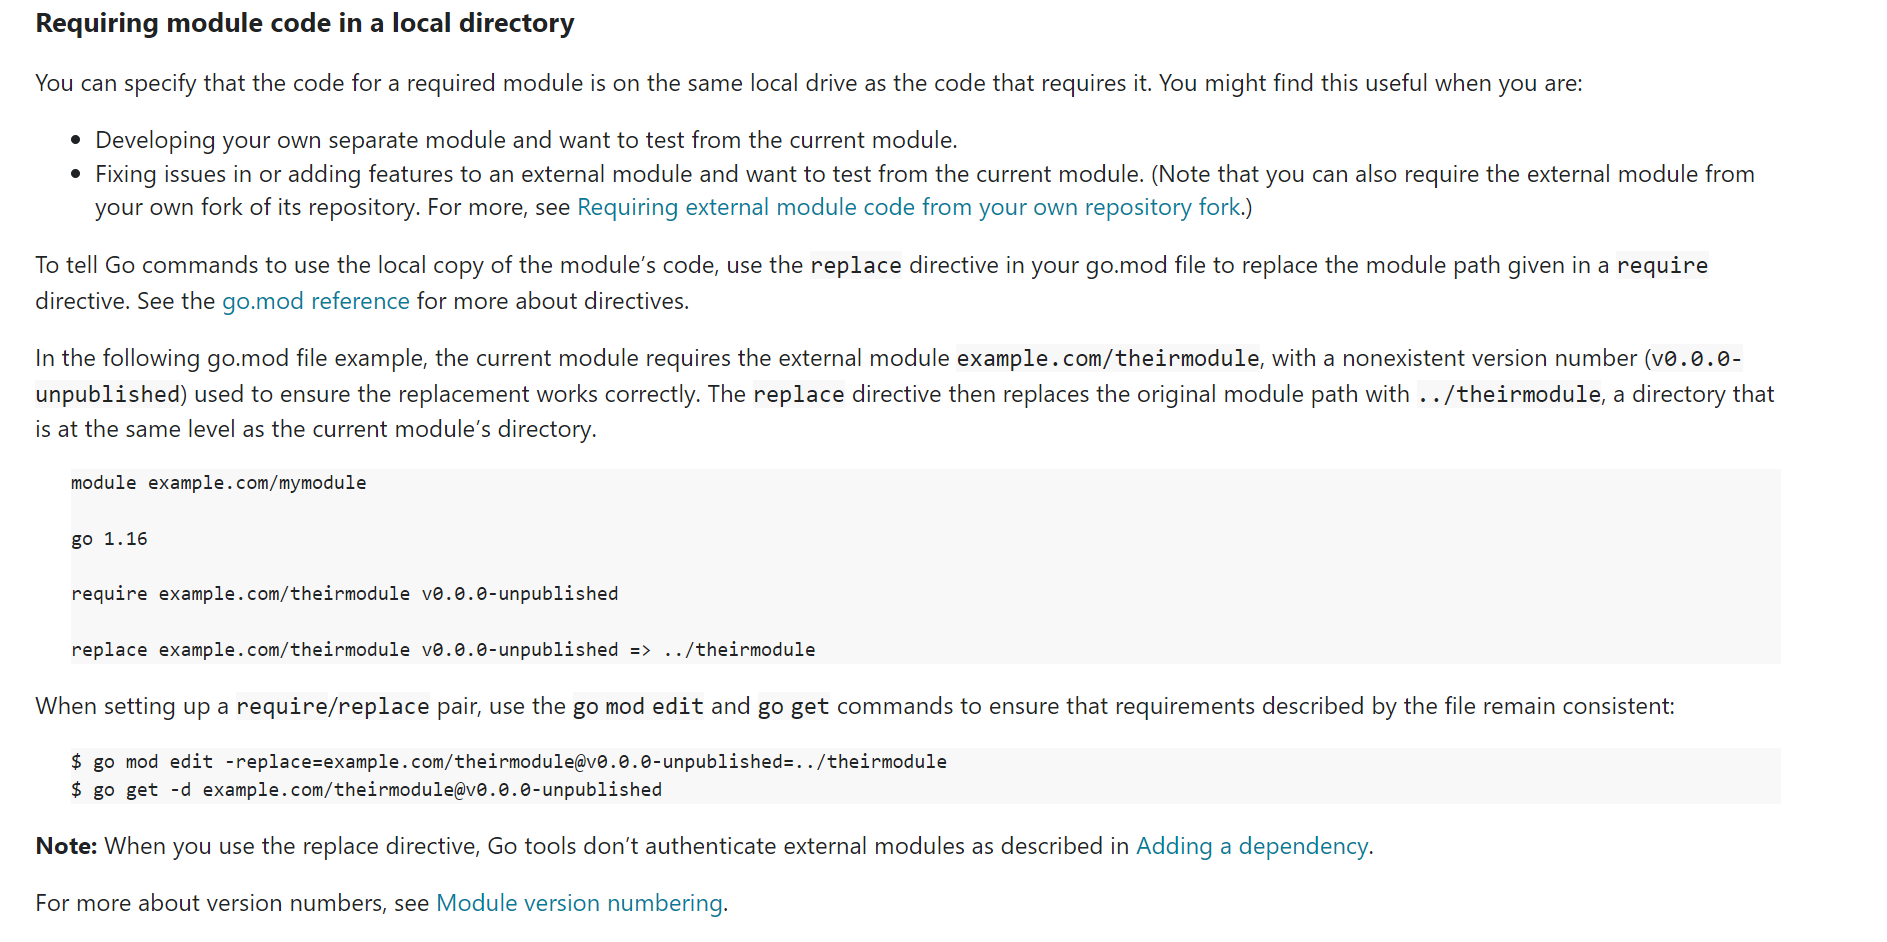 Requiring module code in a local directory
You can specify that the code for a required module is on the same local drive as the code that requires it. You might find this useful when you are:
• Developing your own separate module and want to test from the current module.
• Fixing issues in or adding features to an external module and want to test from the current module. (Note that you can also require the external module from
your own fork of its repository. For more, see Requiring external module code from your own repository fork.)
To tell Go commands to use the local copy of the module’s code, use the replace directive in your go.mod file to replace the module path given in a require
directive. See the go.mod reference for more about directives.
In the following go.mod file example, the current module requires the external module example.com/theirmodule, with a nonexistent version number (v0.0.0-
unpublished) used to ensure the replacement works correctly. The replace directive then replaces the original module path with ../theirmodule, a directory that
is at the same level as the current module’s directory.
module example.com/mymodule
go 1.16
require example.com/theirmodule v0.0.0-unpublished
replace example.com/theirmodule v0.0.0-unpublished => ../theirmodule
When setting up a require/replace pair, use the go mod edit and go get commands to ensure that requirements described by the file remain consistent:
$ go mod edit -replace=example.com/theirmodule@v0.0.0-unpublished=../theirmodule
$ go get -d example.com/theirmodule@v0.0.0-unpublished
Note: When you use the replace directive, Go tools don’t authenticate external modules as described in Adding a dependency.
For more about version numbers, see Module version numbering.